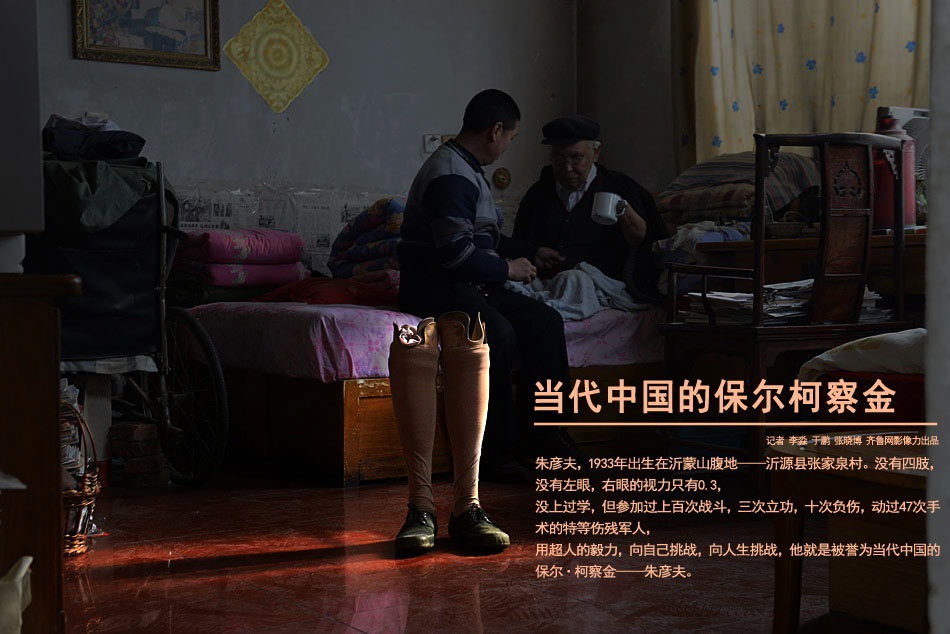 当代中国的保尔柯察金
记者 李淼 于鹏 张晓博 齐鲁网影像力出品
朱彦夫，1933年出生在沂蒙山腹地——沂源县张家泉村。没有四肢，
没有左眼，右眼的视力只有0.3，
没上过学，但参加过上百次战斗，三次立功，十次负伤，动过47次手
术的特等伤残军人，
用超人的毅力，向自己挑战，向人生挑战，他就是被誉为当代中国的
保尔·柯察金——朱彦夫。